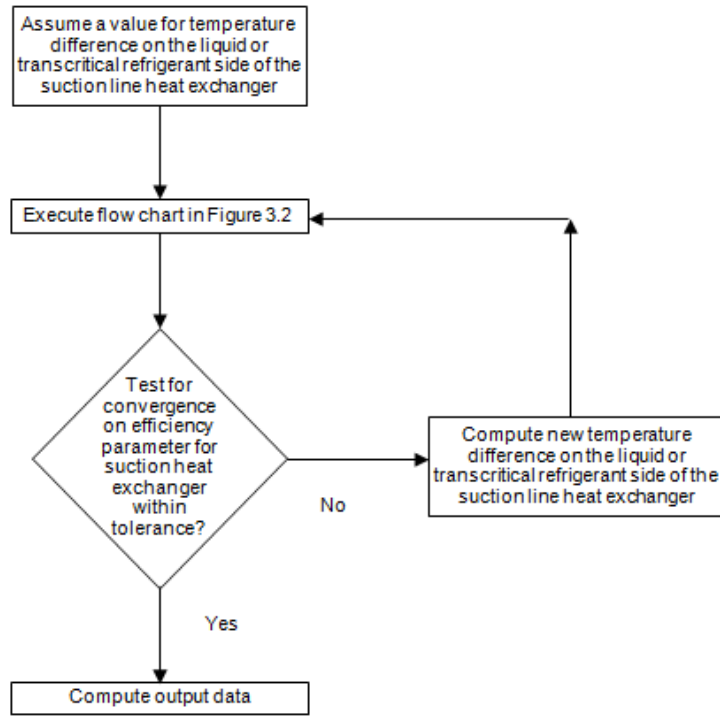 Assume a value for temperature
difference on the liquid or
transcritical refrigerant side of the
suction line heat exchanger
Execute flow chart in Figure 3.2
Test for
convergence
on efficiency
parameter for
suction heat
exchanger
within
tolerance?
No
Compute new temperature
difference on the liquid or
transcritical refrigerant side of the
suction line heat exchanger
Yes
Compute output data